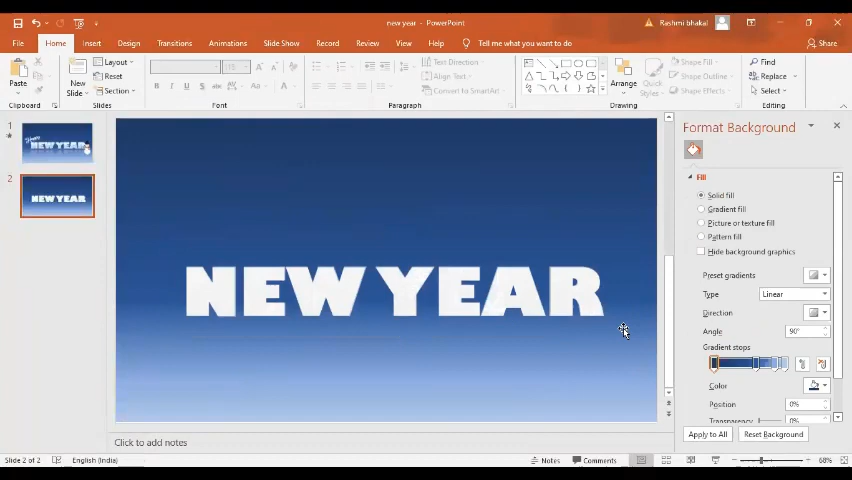 new year - PowerPoint
Rashmi bhakal
File Home Insert Design Transitions Animations Slide Show Record Review View Help Tell me what you want to do Share
Paste
Clipboard
New Slide
Layout
Reset
Section
Slides
Font
Text Direction
Align Text
Convert to SmartArt
Paragraph
Arrange
Quick Styles
Shape Fill
Shape Outline
Shape Effects
Drawing
Find
Replace
Select
Editing
1
Happy
NEW YEAR
2
NEW YEAR
NEW YEAR
Format Background
Fill
Solid fill
Gradient fill
Picture or texture fill
Pattern fill
Hide background graphics
Preset gradients
Type Linear
Direction
Angle 90°
Gradient stops
Color
Position 0%
Transparency 0%
Apply to All Reset Background
Click to add notes
Slide 2 of 2 English (India) Notes Comments 68%